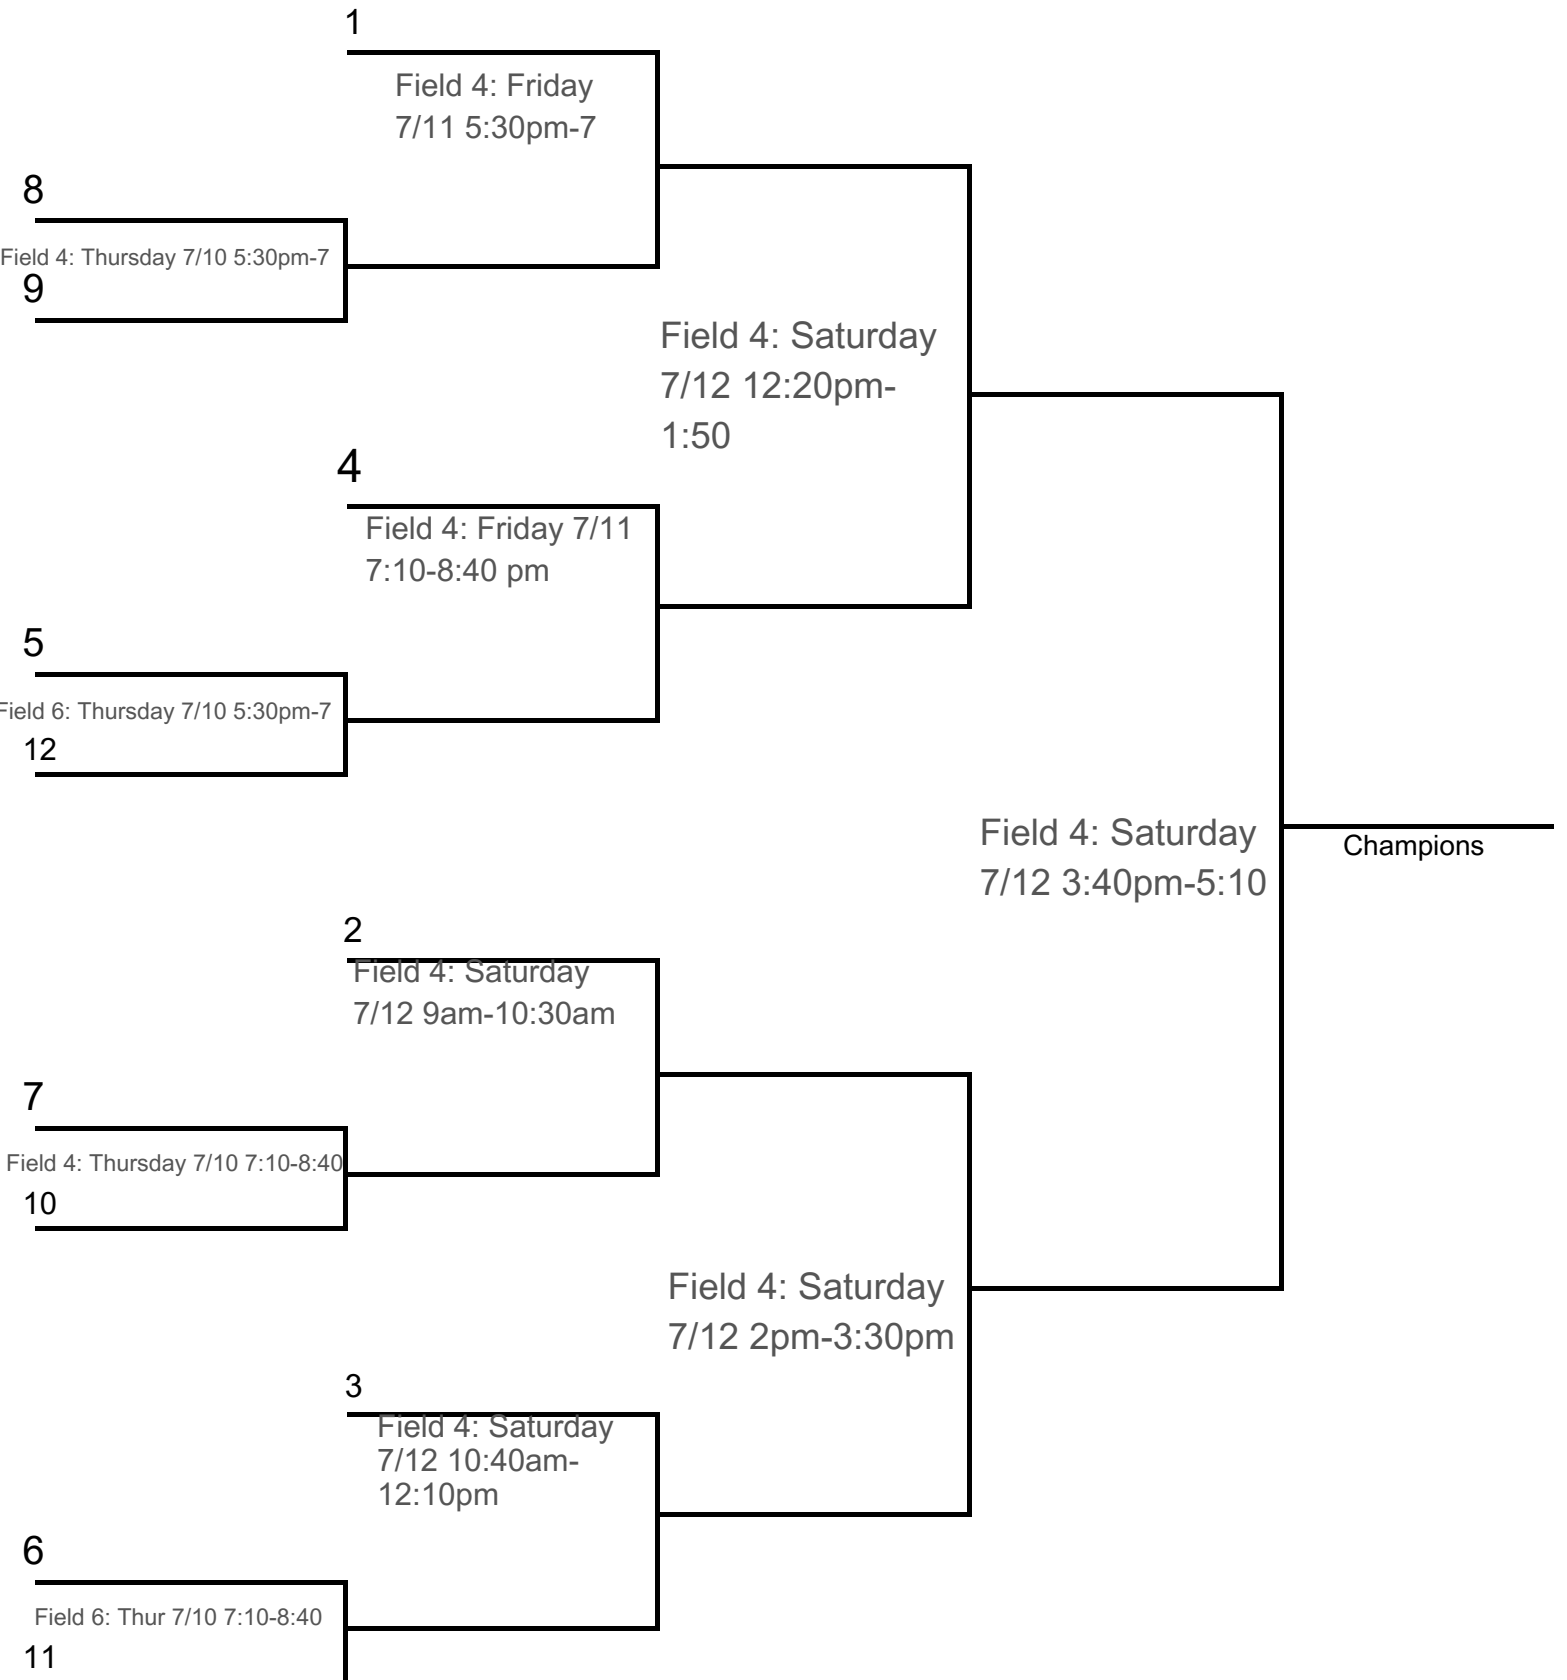 1
Field 4: Friday
7/11 5:30pm-7
8
Field 4: Thursday 7/10 5:30pm-7
9
Field 4: Saturday
7/12 12:20pm-
1:50
4
Field 4: Friday 7/11
7:10-8:40 pm
5
Field 6: Thursday 7/10 5:30pm-7
12
Field 4: Saturday
7/12 3:40pm-5:10
Champions
2
Field 4: Saturday
7/12 9am-10:30am
7
Field 4: Thursday 7/10 7:10-8:40
10
Field 4: Saturday
7/12 2pm-3:30pm
3
Field 4: Saturday
7/12 10:40am-
12:10pm
6
Field 6: Thur 7/10 7:10-8:40
11